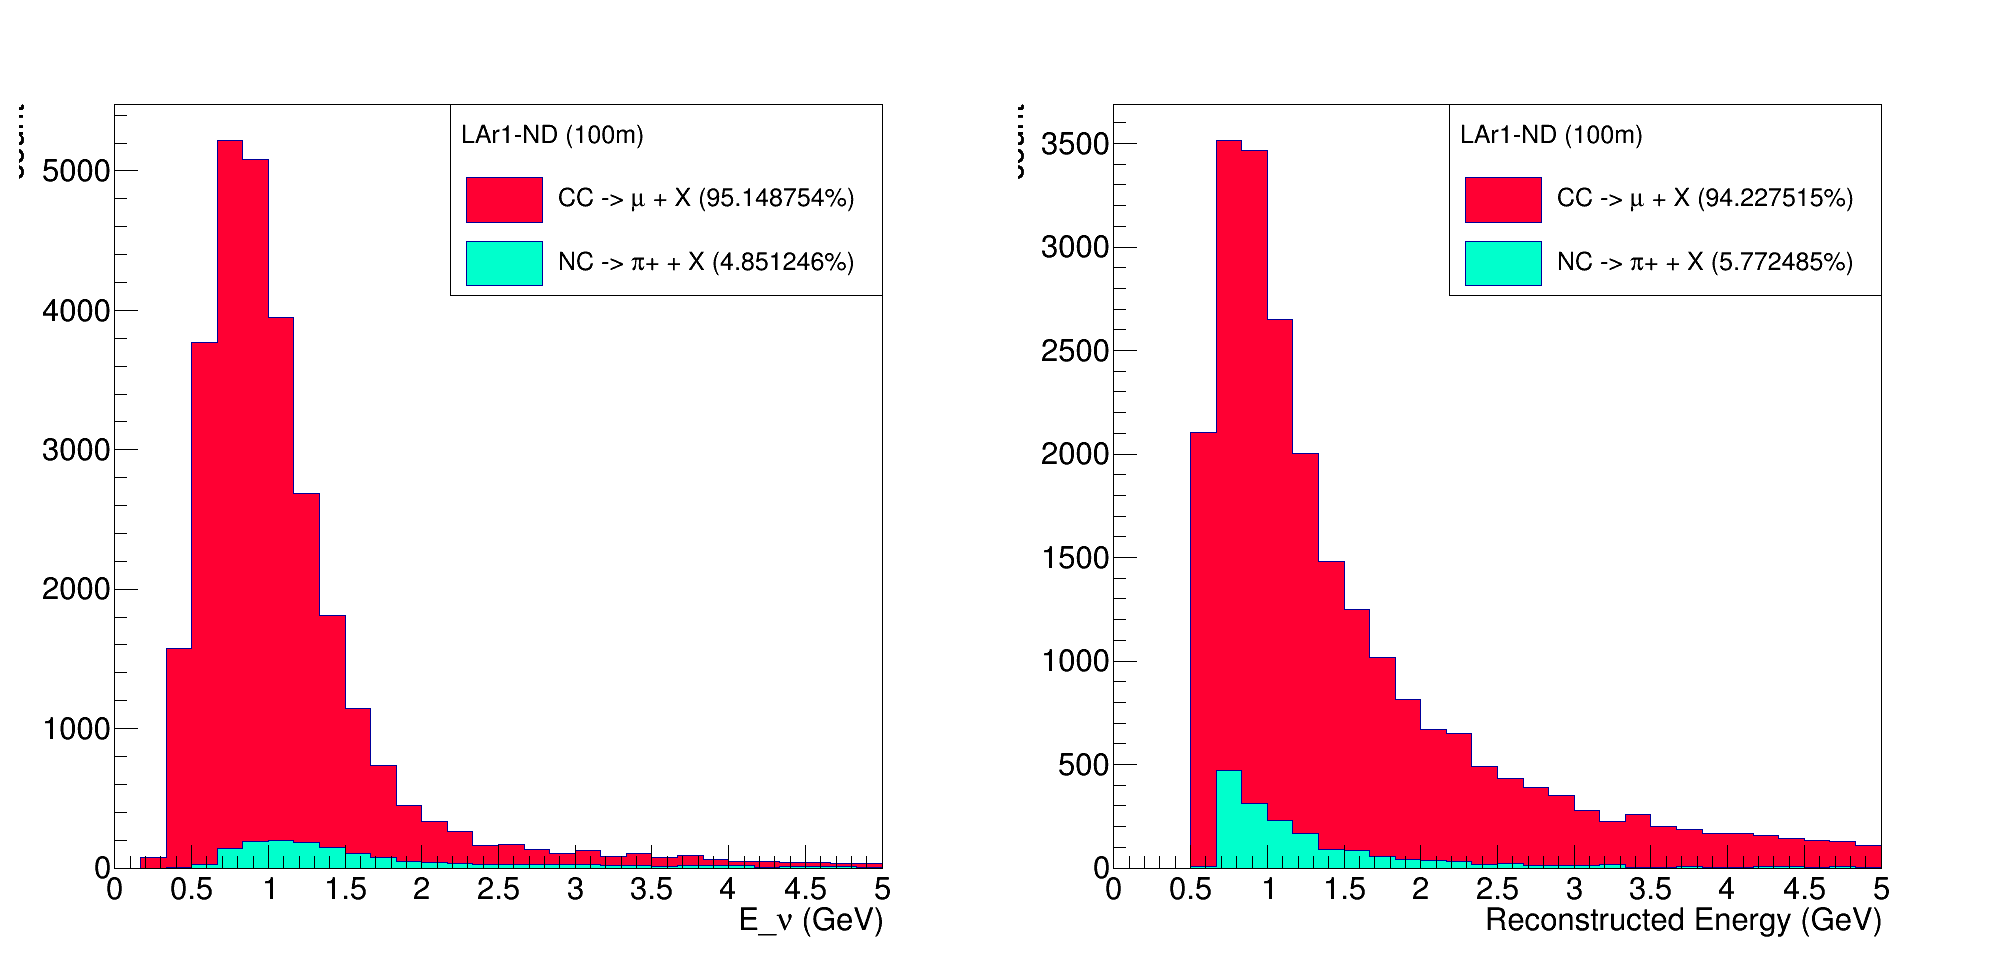 LAr1-ND (100m)
CC -> μ + X (95.148754%)
NC -> π+ + X (4.851246%)
5000
4000
3000
2000
1000
0
0 0.5 1 1.5 2 2.5 3 3.5 4 4.5 5
E_ν (GeV)
LAr1-ND (100m)
CC -> μ + X (94.227515%)
NC -> π+ + X (5.772485%)
3500
3000
2500
2000
1500
1000
500
0
0 0.5 1 1.5 2 2.5 3 3.5 4 4.5 5
Reconstructed Energy (GeV)